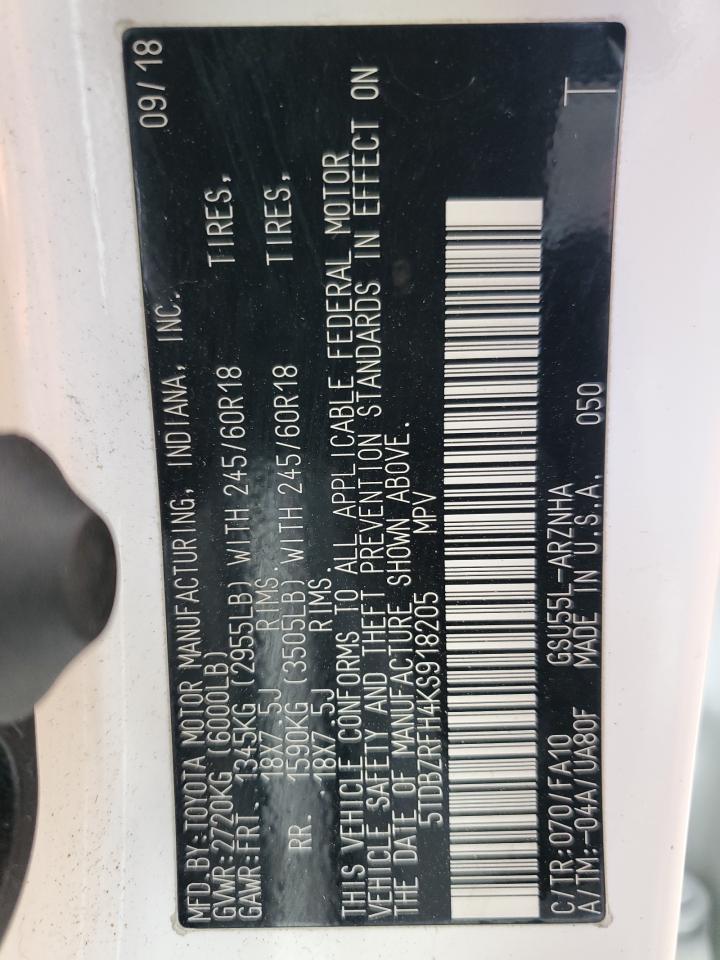 MFD.BY:TOYOTA MOTOR MANUFACTURING, INDIANA, INC. 09/18
GVWR:2720KG (6000LB)
GAWR:FRT. 1345KG (2955LB) WITH 245/60R18 TIRES,
18X7.5J RIMS.
RR. 1590KG (3505LB) WITH 245/60R18 TIRES,
18X7.5J RIMS.
THIS VEHICLE CONFORMS TO ALL APPLICABLE FEDERAL MOTOR
VEHICLE SAFETY AND THEFT PREVENTION STANDARDS IN EFFECT ON
THE DATE OF MANUFACTURE SHOWN ABOVE.
5TDBZRFH4KS918205 MPV
C/TR:070/FA10 GSU55L-ARZNHA
A/TM:-04A/UA80F MADE IN U.S.A. 050 T